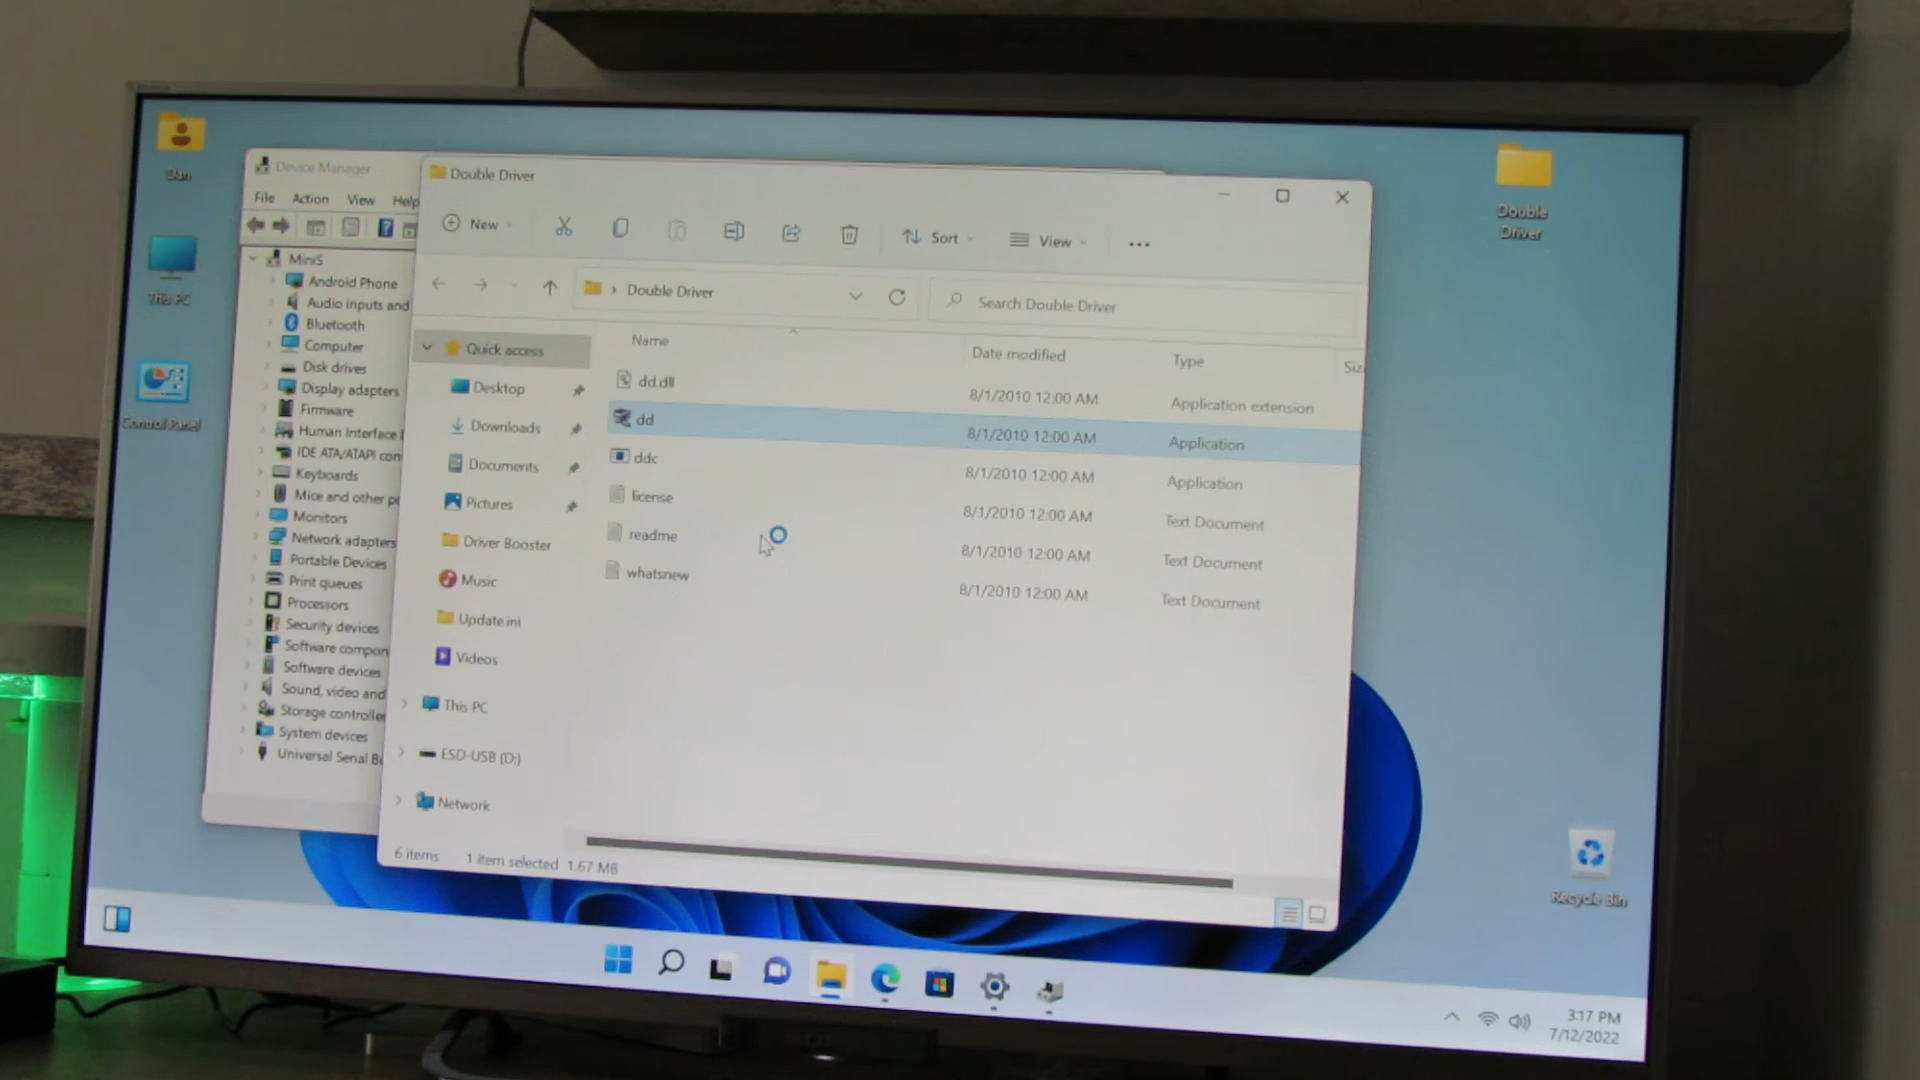 Dan
This PC
Control Panel
Device Manager
File Action View Help
MiniS
Android Phone
Audio inputs and
Bluetooth
Computer
Disk drives
Display adapters
Firmware
Human Interface
IDE ATA/ATAPI con
Keyboards
Mice and other po
Monitors
Network adapters
Portable Devices
Print queues
Processors
Security devices
Software compon
Software devices
Sound, video and
Storage controller
System devices
Universal Serial B
Double Driver
New Sort View
Double Driver
Search Double Driver
Quick access
Desktop
Downloads
Documents
Pictures
Driver Booster
Music
Update.ini
Videos
This PC
ESD-USB (D:)
Network
Name Date modified Type Siz
dd.dll 8/1/2010 12:00 AM Application extension
dd 8/1/2010 12:00 AM Application
ddc 8/1/2010 12:00 AM Application
license 8/1/2010 12:00 AM Text Document
readme 8/1/2010 12:00 AM Text Document
whatsnew 8/1/2010 12:00 AM Text Document
6 items 1 item selected 1.67 MB
Double
Driver
Recycle Bin
3:17 PM
7/12/2022